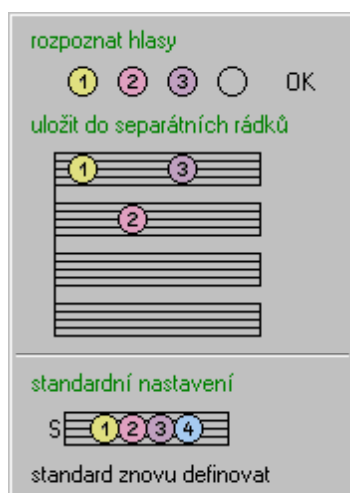 rozpoznat hlasy
1 2 3 OK
uložit do separátních rádků
1 3
2
standardní nastavení
S 1 2 3 4
standard znovu definovat